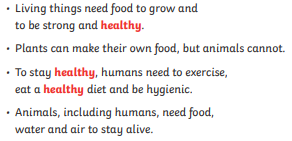 • Living things need food to grow and
to be strong and healthy.
• Plants can make their own food, but animals cannot.
• To stay healthy, humans need to exercise,
eat a healthy diet and be hygienic.
• Animals, including humans, need food,
water and air to stay alive.